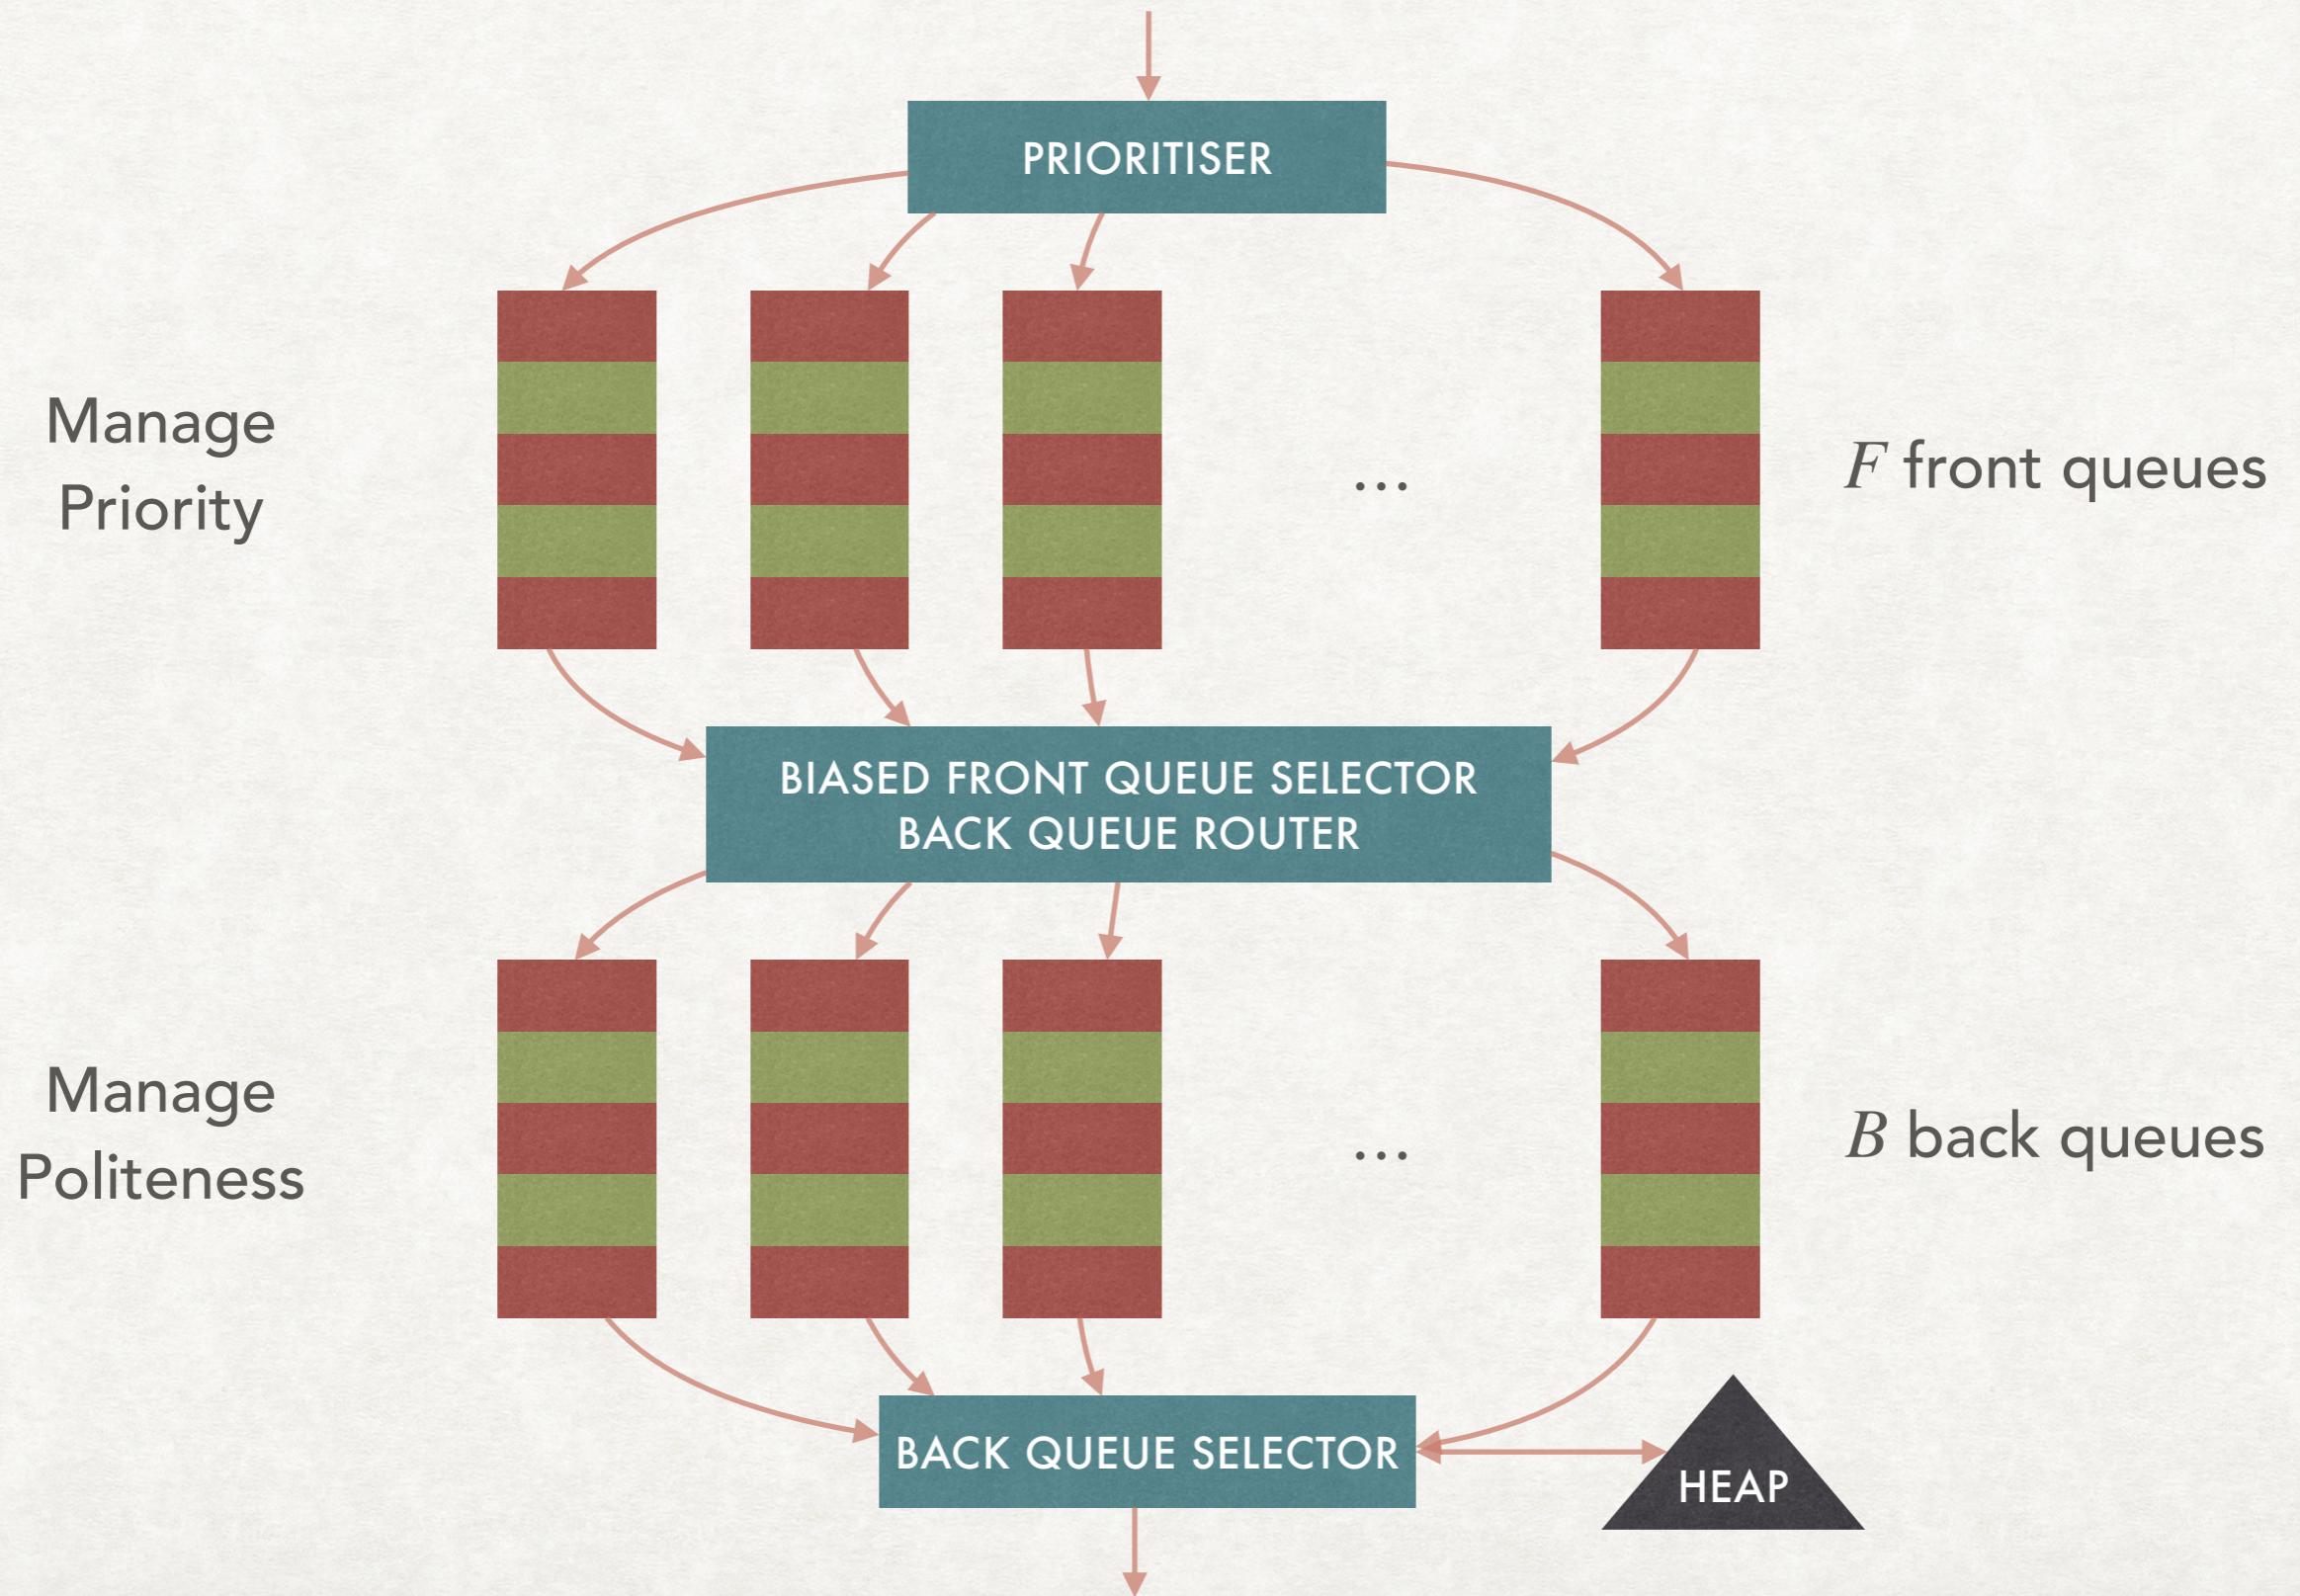 PRIORITISER
Manage
Priority
...
F front queues
BIASED FRONT QUEUE SELECTOR
BACK QUEUE ROUTER
Manage
Politeness
...
B back queues
BACK QUEUE SELECTOR
HEAP